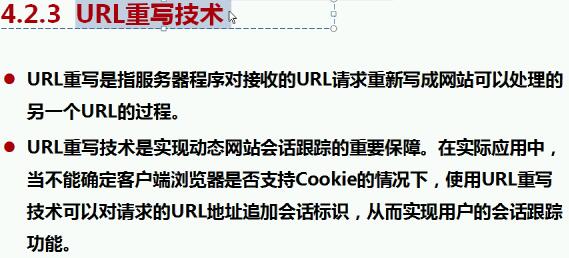 4.2.3 URL重写技术
URL重写是指服务器程序对接收的URL请求重新写成网站可以处理的
另一个URL的过程。
URL重写技术是实现动态网站会话跟踪的重要保障。在实际应用中，
当不能确定客户端浏览器是否支持Cookie的情况下，使用URL重写
技术可以对请求的URL地址追加会话标识，从而实现用户的会话跟踪
功能。